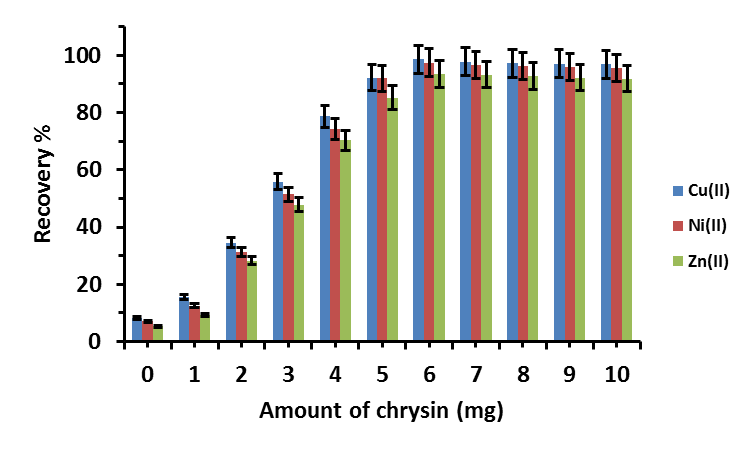 100
80
60
40
20
0
Recovery %
0 1 2 3 4 5 6 7 8 9 10
Amount of chrysin (mg)
Cu(II)
Ni(II)
Zn(II)